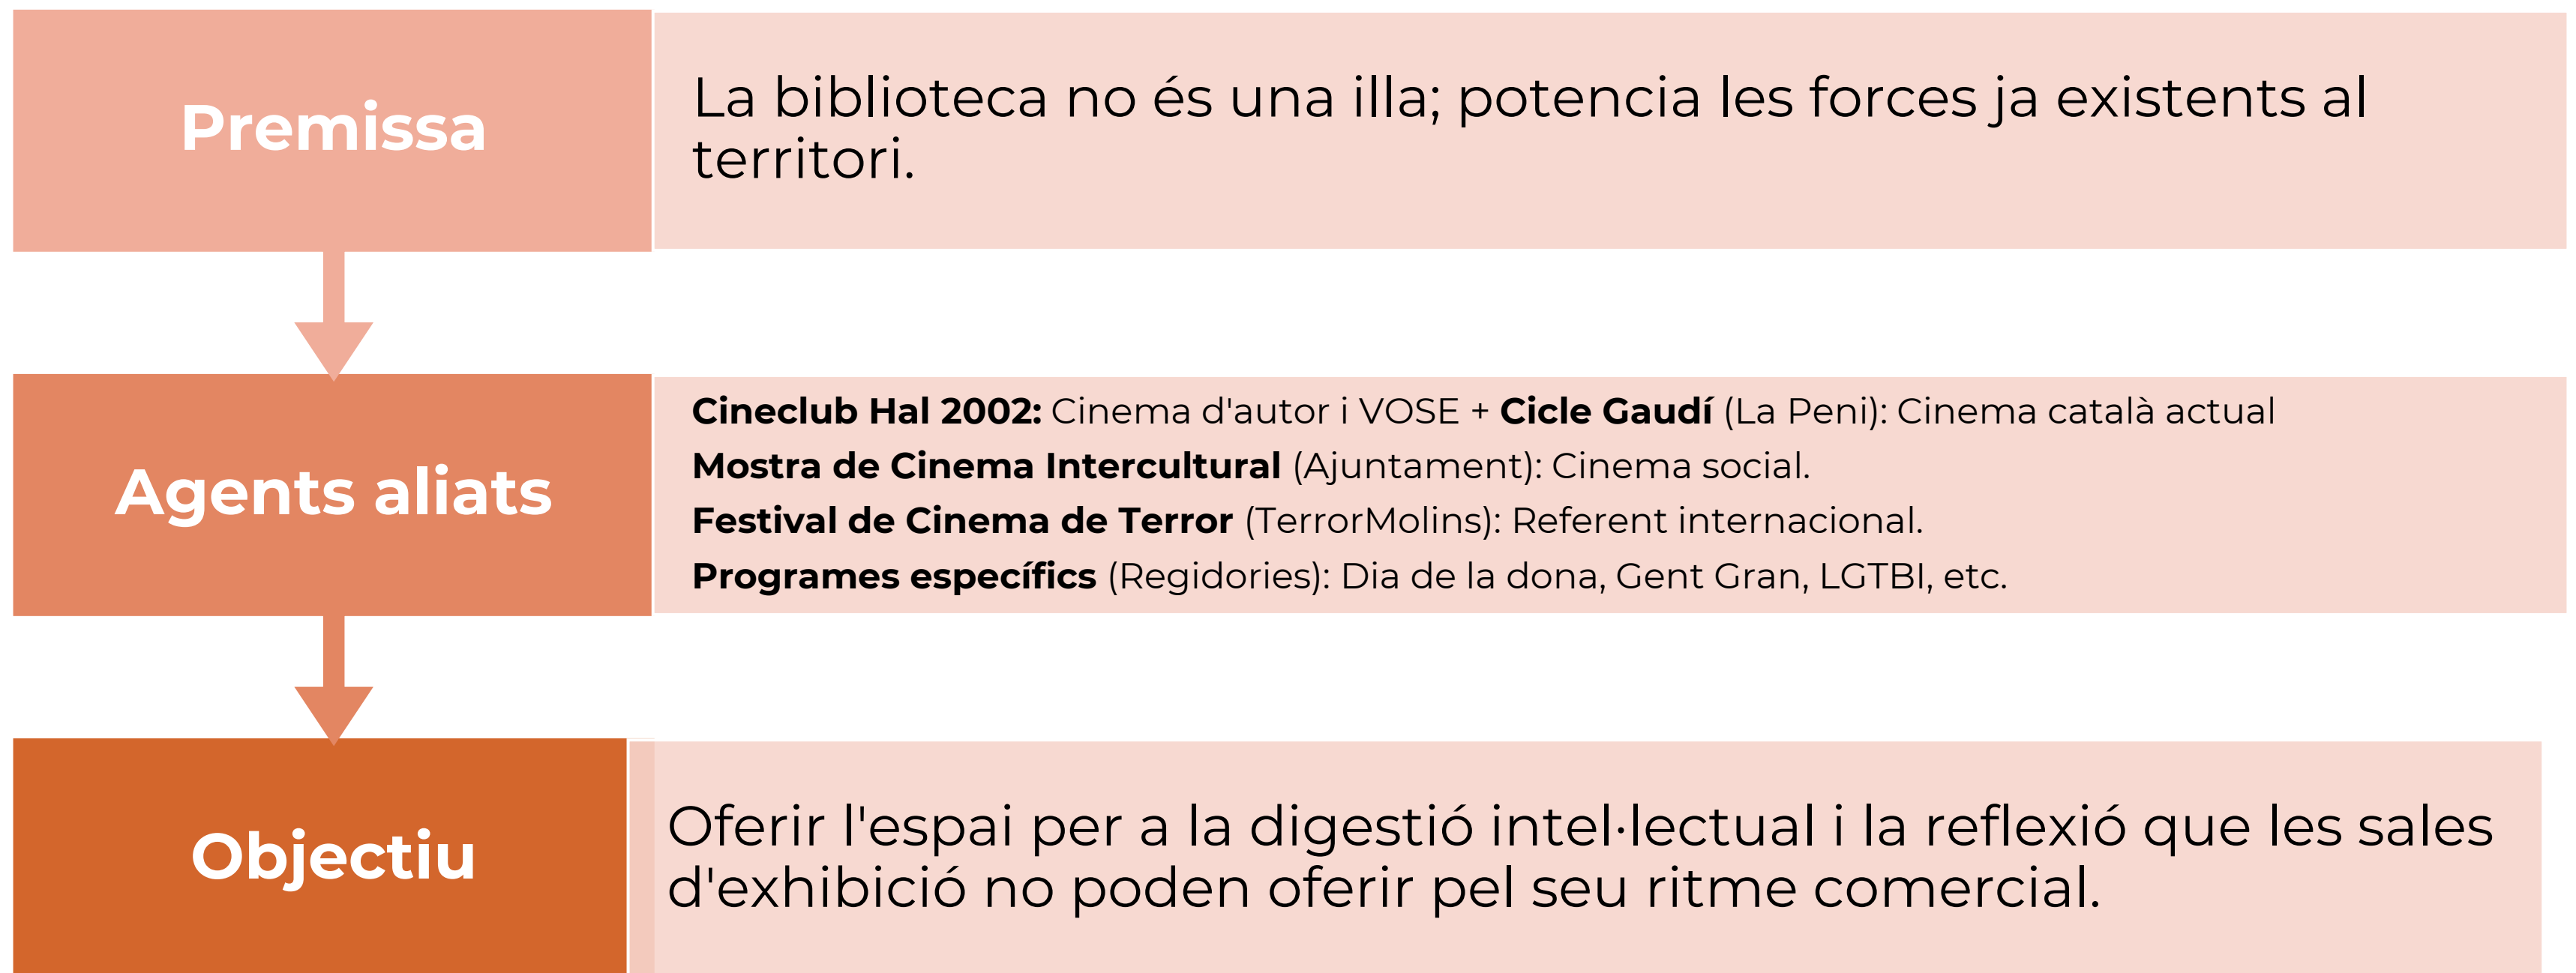 Premissa
La biblioteca no és una illa; potencia les forces ja existents al
territori.
Agents aliats
Cineclub Hal 2002: Cinema d'autor i VOSE + Cicle Gaudí (La Peni): Cinema català actual
Mostra de Cinema Intercultural (Ajuntament): Cinema social.
Festival de Cinema de Terror (TerrorMolins): Referent internacional.
Programes específics (Regidories): Dia de la dona, Gent Gran, LGTBI, etc.
Objectiu
Oferir l'espai per a la digestió intel·lectual i la reflexió que les sales
d'exhibició no poden oferir pel seu ritme comercial.